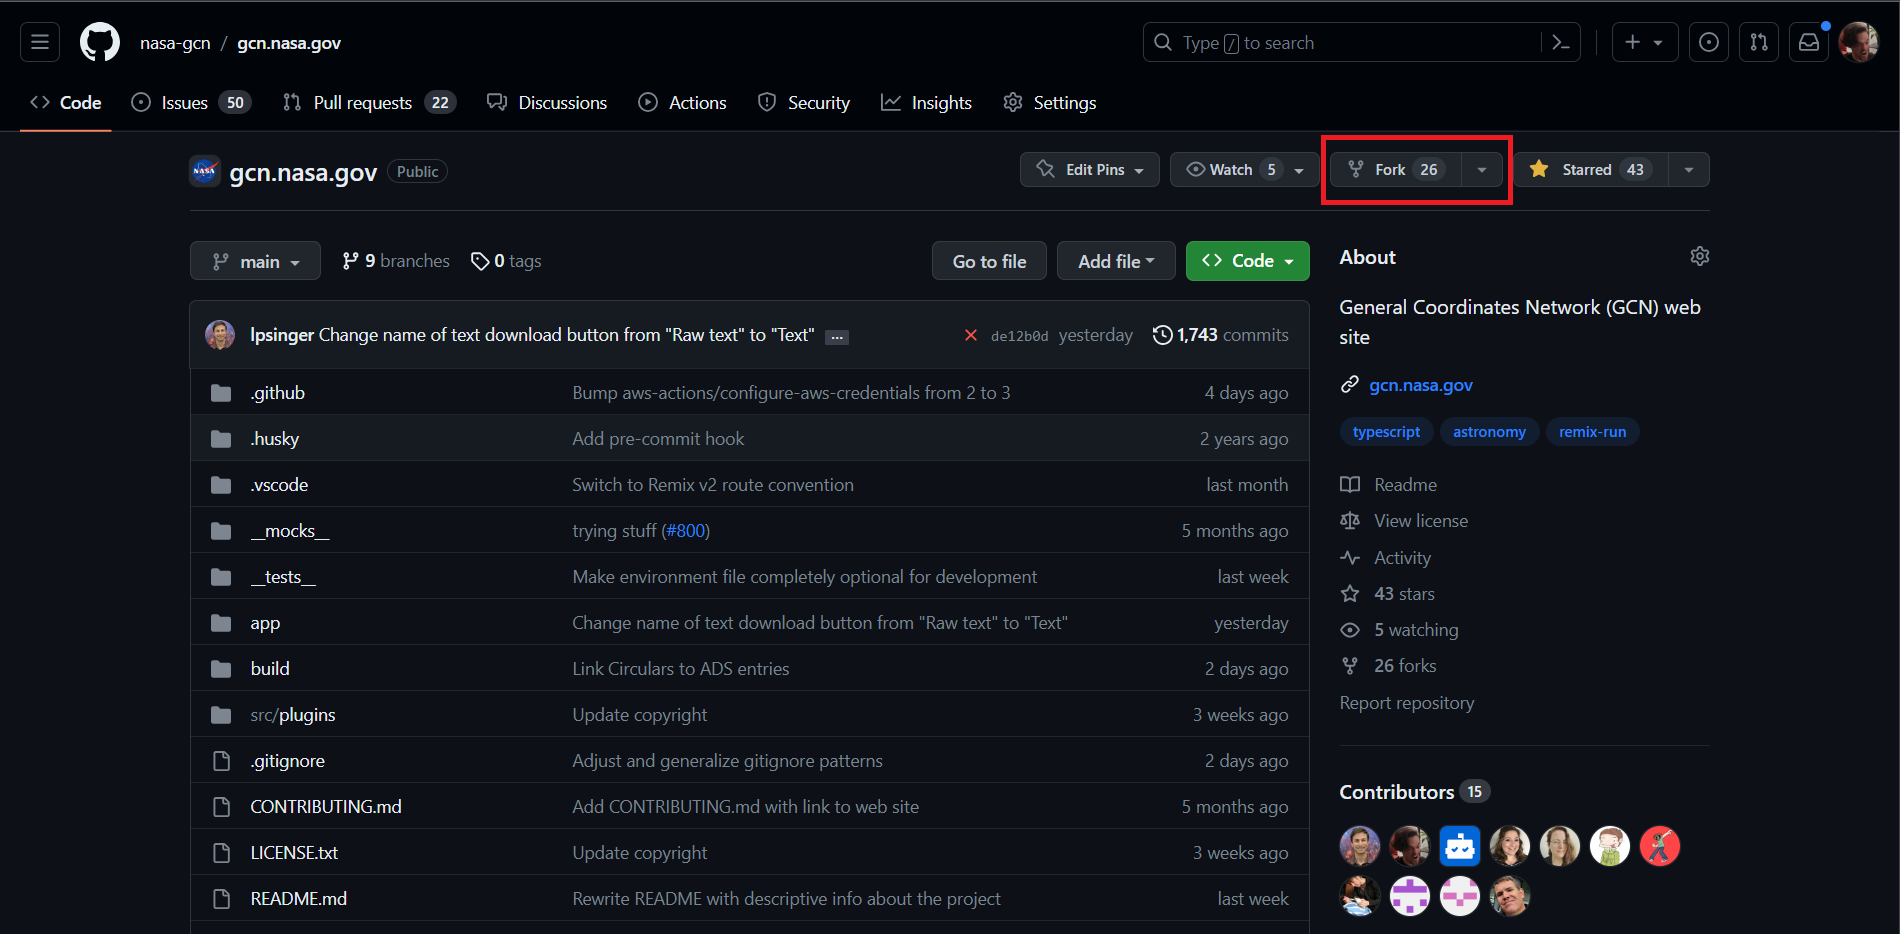 nasa-gcn / gcn.nasa.gov
Type / to search
Code Issues 50 Pull requests 22 Discussions Actions Security Insights Settings
NASA gcn.nasa.gov Public
Edit Pins Watch 5 Fork 26 Starred 43
main 9 branches 0 tags Go to file Add file Code
lpsinger Change name of text download button from "Raw text" to "Text" ... de12b0d yesterday 1,743 commits
.github Bump aws-actions/configure-aws-credentials from 2 to 3 4 days ago
.husky Add pre-commit hook 2 years ago
.vscode Switch to Remix v2 route convention last month
__mocks__ trying stuff (#800) 5 months ago
__tests__ Make environment file completely optional for development last week
app Change name of text download button from "Raw text" to "Text" yesterday
build Link Circulars to ADS entries 2 days ago
src/plugins Update copyright 3 weeks ago
.gitignore Adjust and generalize gitignore patterns 2 days ago
CONTRIBUTING.md Add CONTRIBUTING.md with link to web site 5 months ago
LICENSE.txt Update copyright 3 weeks ago
README.md Rewrite README with descriptive info about the project last week
About
General Coordinates Network (GCN) web
site
gcn.nasa.gov
typescript astronomy remix-run
Readme
View license
Activity
43 stars
5 watching
26 forks
Report repository
Contributors 15